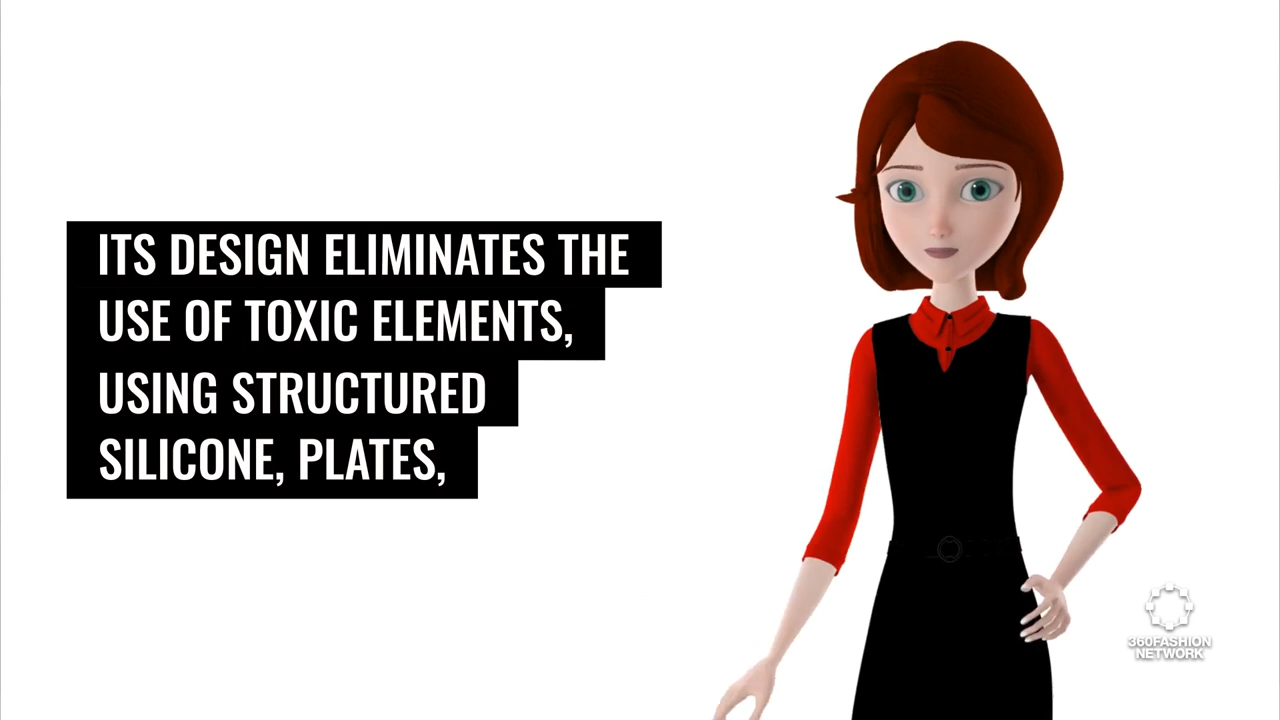 ITS DESIGN ELIMINATES THE
USE OF TOXIC ELEMENTS,
USING STRUCTURED
SILICONE, PLATES,
360FASHION
NETWORK